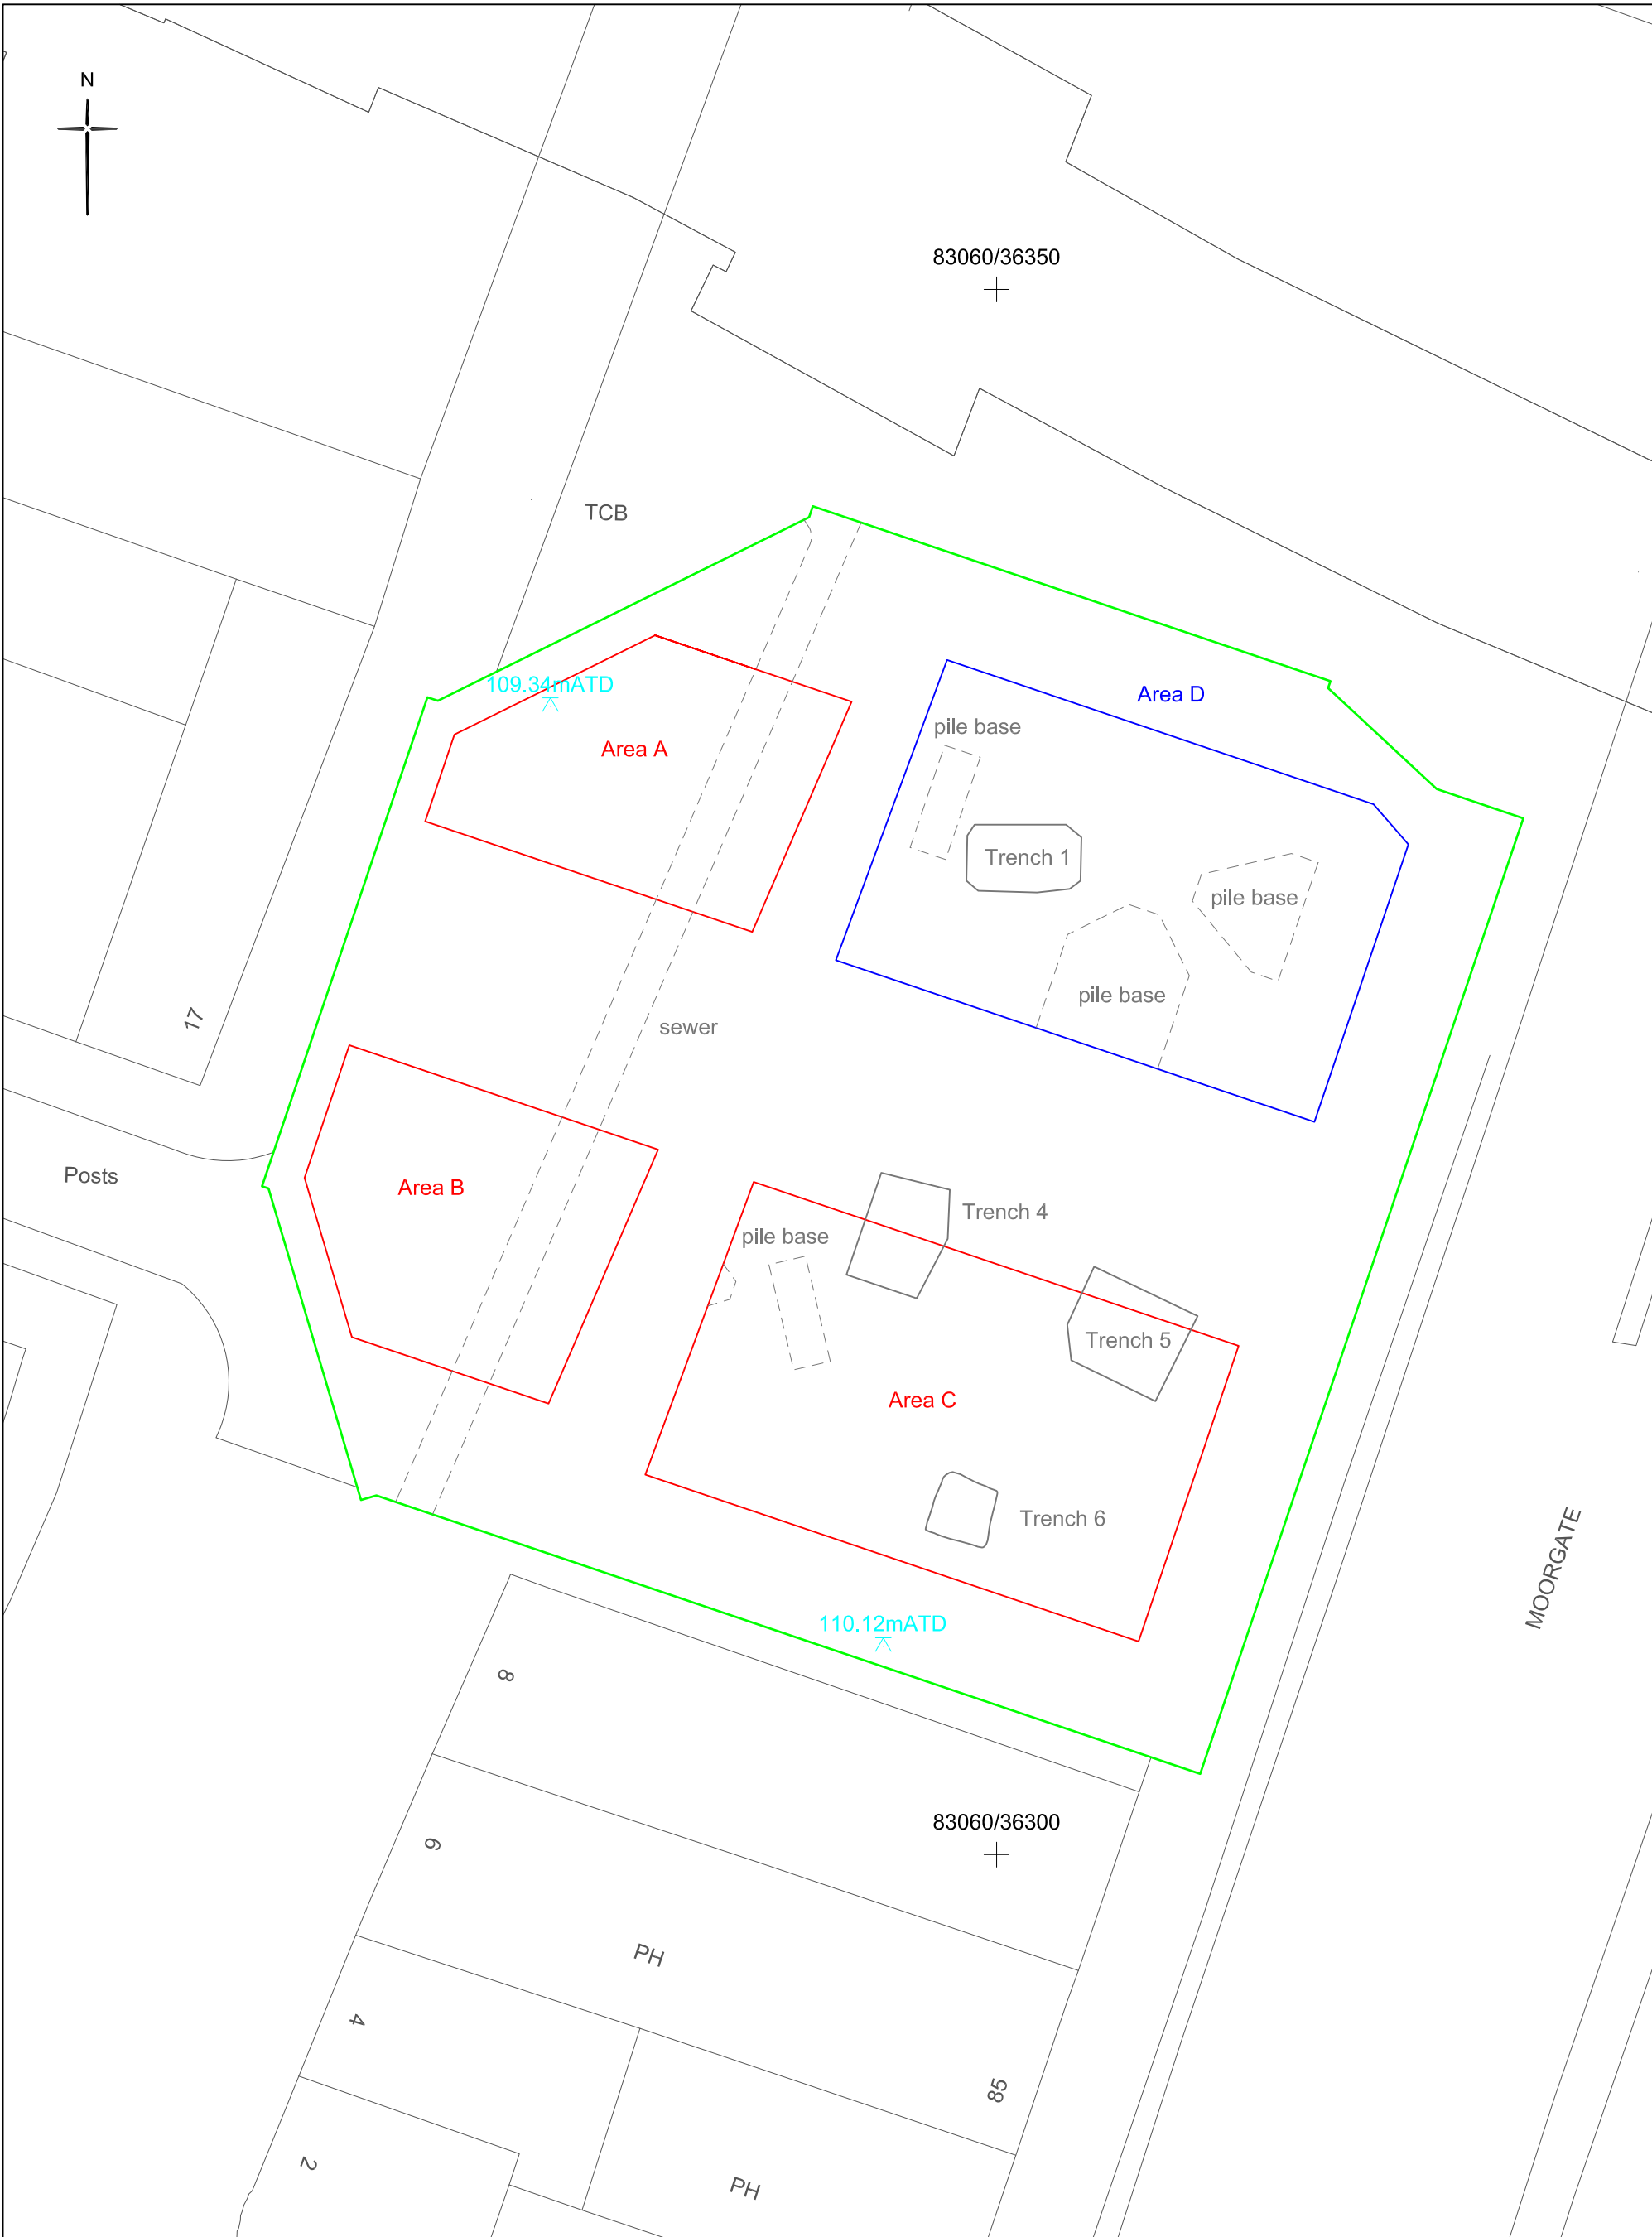 N
83060/36350
TCB
109.34mATD
Area D
Area A
pile base
Trench 1
pile base
pile base
17
sewer
Posts
Area B
Trench 4
pile base
Trench 5
Area C
Trench 6
MOORGATE
110.12mATD
8
83060/36300
6
PH
4
85
2
PH